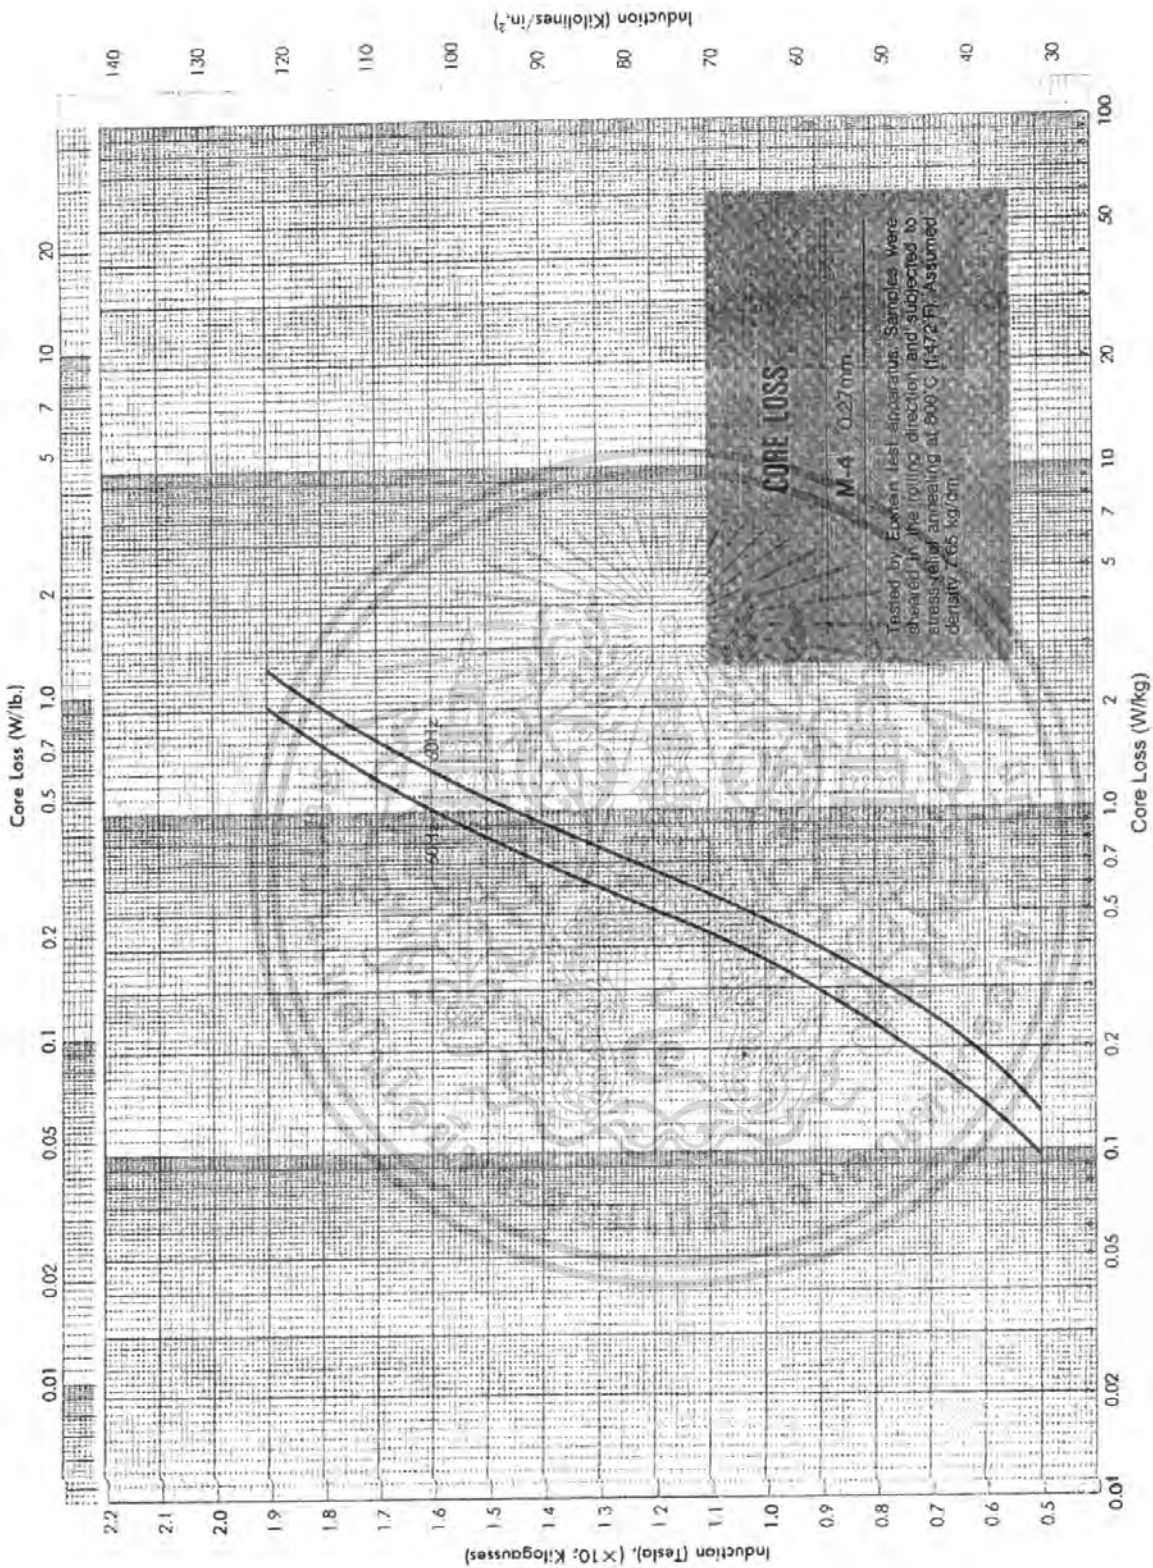 Core Loss (W/lb.)
0.01 0.02 0.05 0.1 0.2 0.5 0.7 1.0 2 5 7 10 20
Induction (Tesla), (×10; Kilogausses)
2.2
2.1
2.0
1.9
1.8
1.7
1.6
1.5
1.4
1.3
1.2
1.1
1.0
0.9
0.8
0.7
0.6
0.5
50Hz
60Hz
CORE LOSS
M-4 0.27mm
Tested by Epstein test apparatus. Samples were
sheared in the rolling direction and subjected to
stress-relief annealing at 800°C (1472°F). Assumed
density 7.65 kg/dm³
Induction (Kilolines/in.²)
140
130
120
110
100
90
80
70
60
50
40
30
0.01 0.02 0.05 0.1 0.2 0.5 0.7 1.0 2 5 7 10 20 50 100
Core Loss (W/kg)